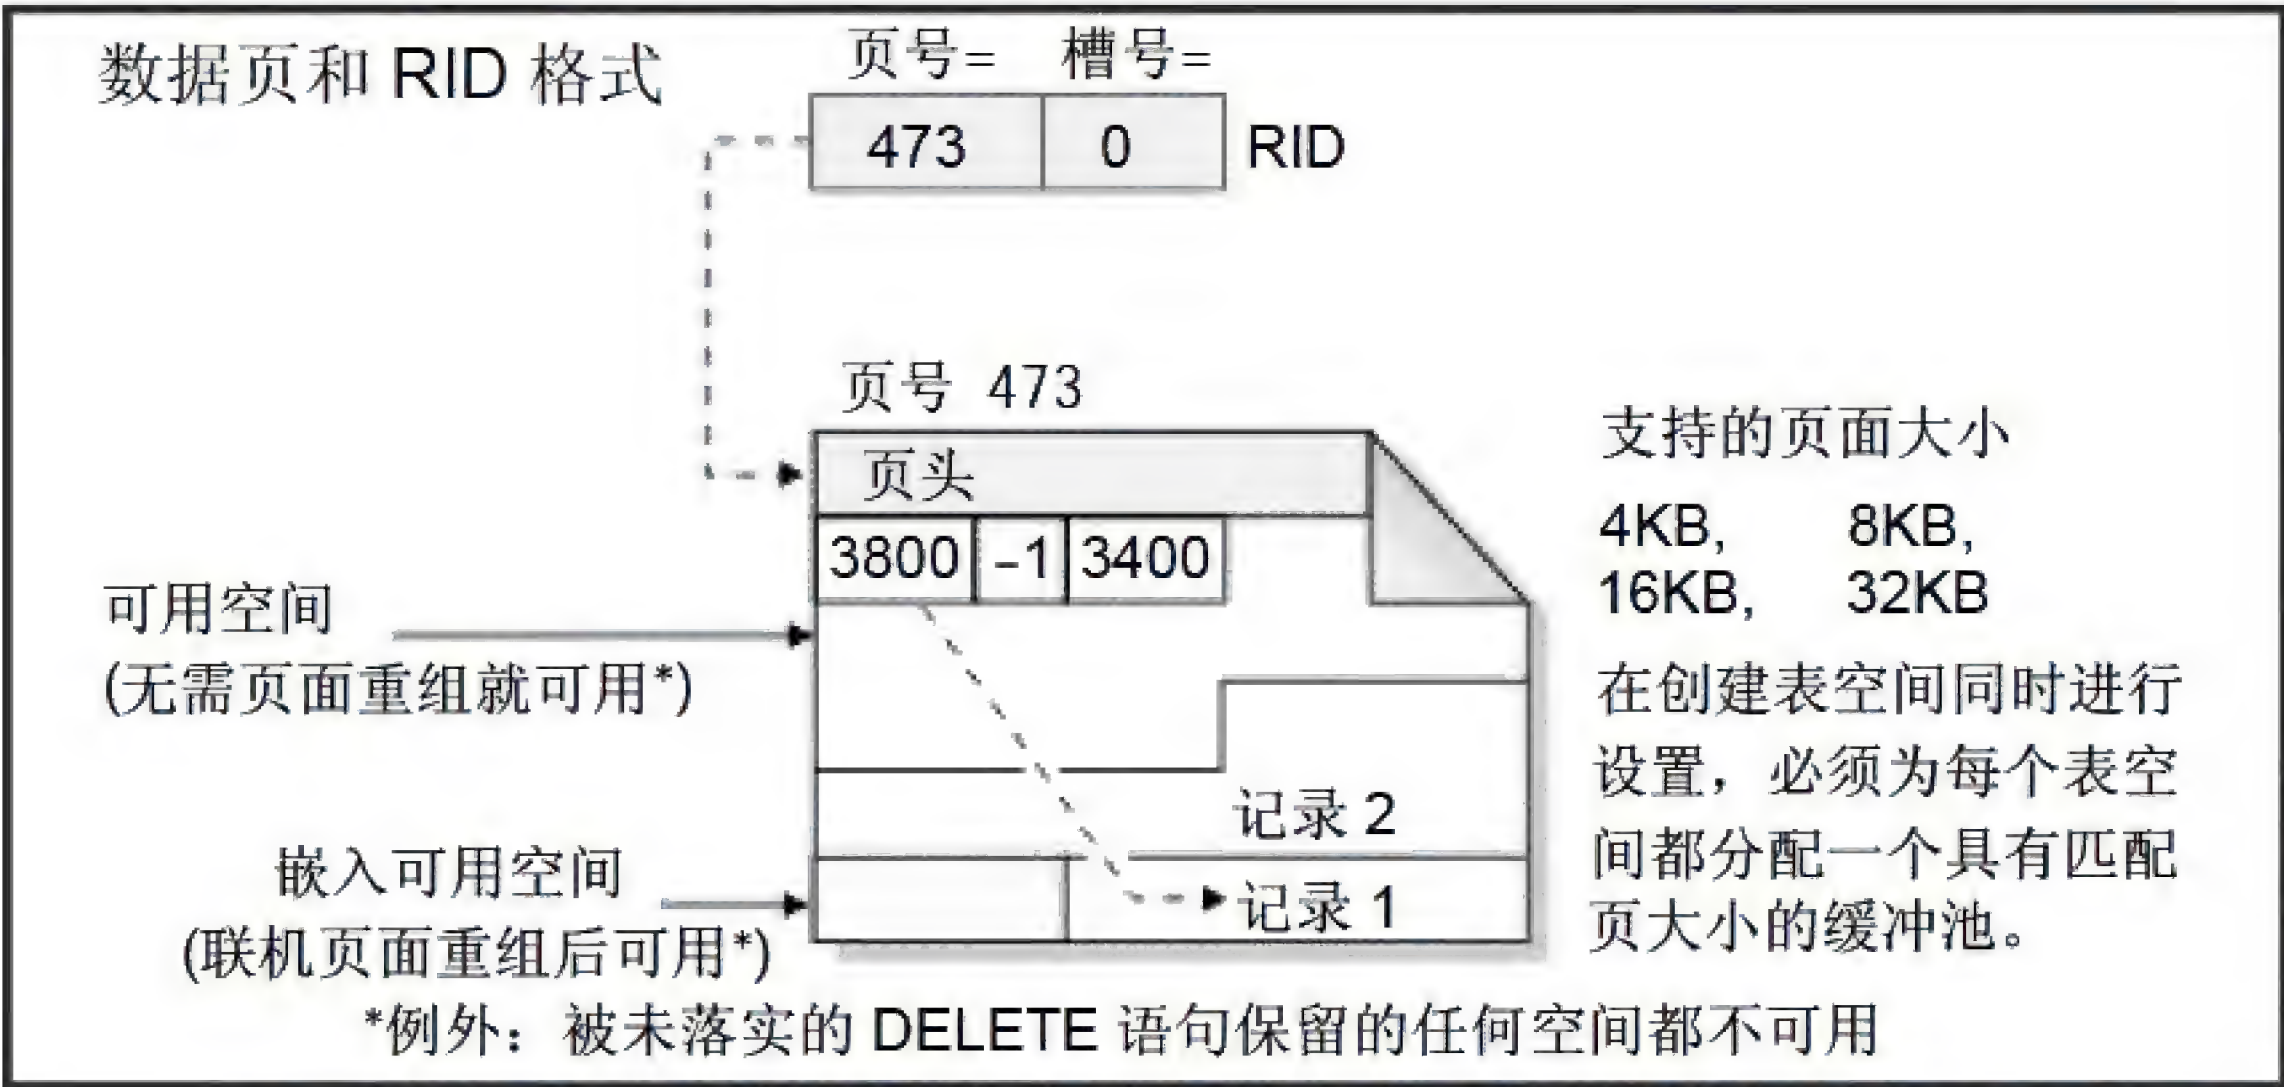 数据页和 RID 格式
页号= 槽号=
473 0 RID
页号 473
页头
3800 -1 3400
可用空间
(无需页面重组就可用*)
记录 2
嵌入可用空间
(联机页面重组后可用*)
记录 1
支持的页面大小
4KB, 8KB,
16KB, 32KB
在创建表空间同时进行
设置，必须为每个表空
间都分配一个具有匹配
页大小的缓冲池。
*例外：被未落实的 DELETE 语句保留的任何空间都不可用